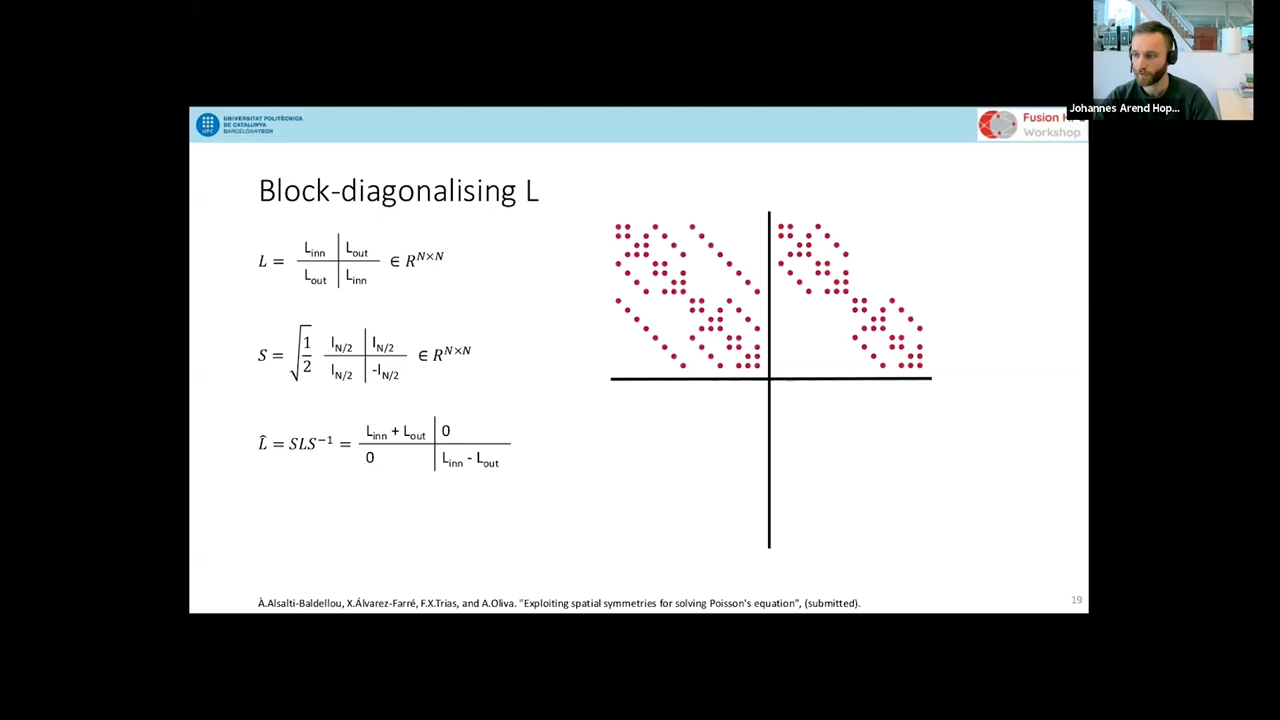 Johannes Arend Hop...
UNIVERSITAT POLITÈCNICA
DE CATALUNYA
BARCELONATECH
UPC
Fusion
Workshop
Block-diagonalising L
L = L_inn | L_out
L_out | L_inn ∈ R^{N×N}
S = √(1/2) I_{N/2} | I_{N/2}
I_{N/2} | -I_{N/2} ∈ R^{N×N}
L̂ = SLS^{-1} = L_inn + L_out | 0
0 | L_inn - L_out
À.Alsalti-Baldellou, X.Álvarez-Farré, F.X.Trias, and A.Oliva. "Exploiting spatial symmetries for solving Poisson's equation", (submitted).
19